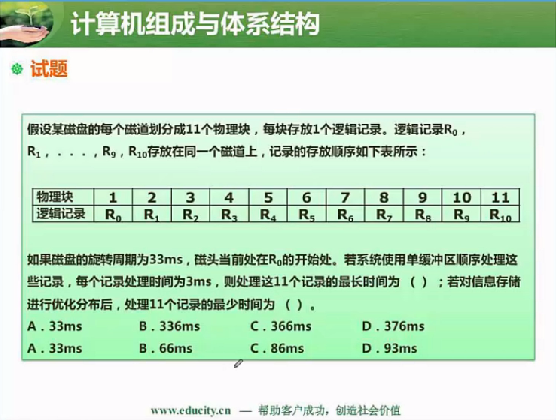 计算机组成与体系结构
试题
假设某磁盘的每个磁道划分成11个物理块，每块存放1个逻辑记录。逻辑记录R₀，
R₁，．．．，R₉，R₁₀存放在同一个磁道上，记录的存放顺序如下表所示：
物理块 1 2 3 4 5 6 7 8 9 10 11
逻辑记录 R₀ R₁ R₂ R₃ R₄ R₅ R₆ R₇ R₈ R₉ R₁₀
如果磁盘的旋转周期为33ms，磁头当前处在R₀的开始处。若系统使用单缓冲区顺序处理这
些记录，每个记录处理时间为3ms，则处理这11个记录的最长时间为 （ ）；若对信息存储
进行优化分布后，处理11个记录的最少时间为 （ ）。
A．33ms B．336ms C．366ms D．376ms
A．33ms B．66ms C．86ms D．93ms
www.educity.cn — 帮助客户成功，创造社会价值